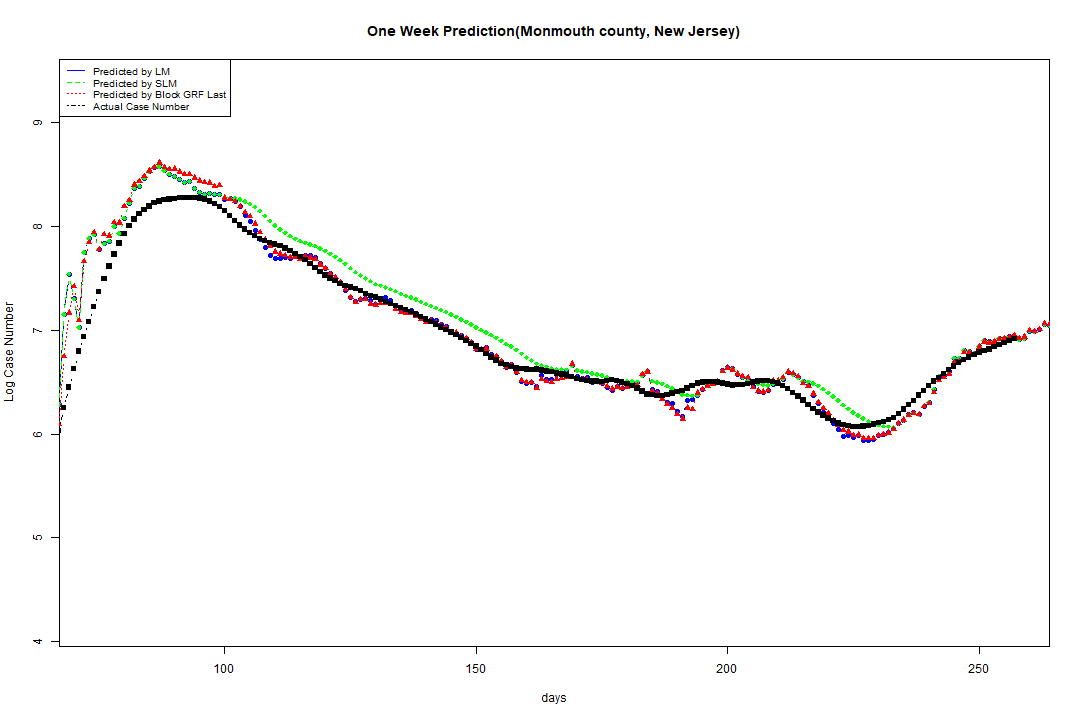 One Week Prediction(Monmouth county, New Jersey)
Predicted by LM
Predicted by SLM
Predicted by Block GRF Last
Actual Case Number
9
8
7
6
5
4
Log Case Number
100 150 200 250
days